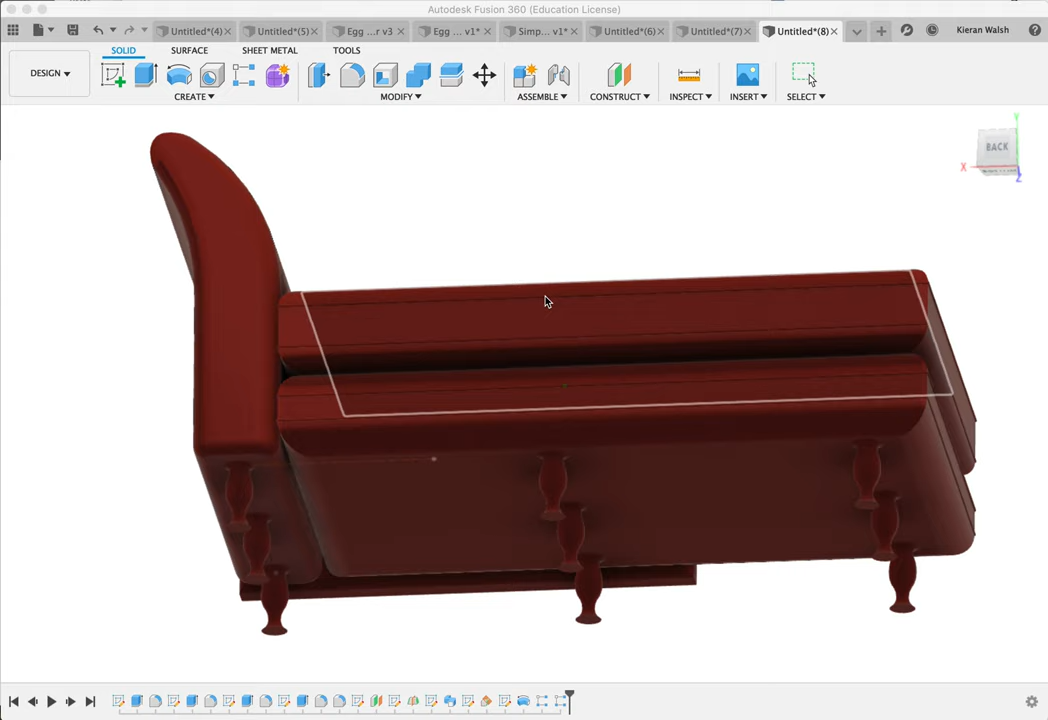 Autodesk Fusion 360 (Education License)
Untitled*(4)
Untitled*(5)
Egg ...r v3
Egg ... v1*
Simp... v1*
Untitled*(6)
Untitled*(7)
Untitled*(8)
Kieran Walsh
SOLID
SURFACE
SHEET METAL
TOOLS
DESIGN
CREATE
MODIFY
ASSEMBLE
CONSTRUCT
INSPECT
INSERT
SELECT
Y
BACK
X
Z